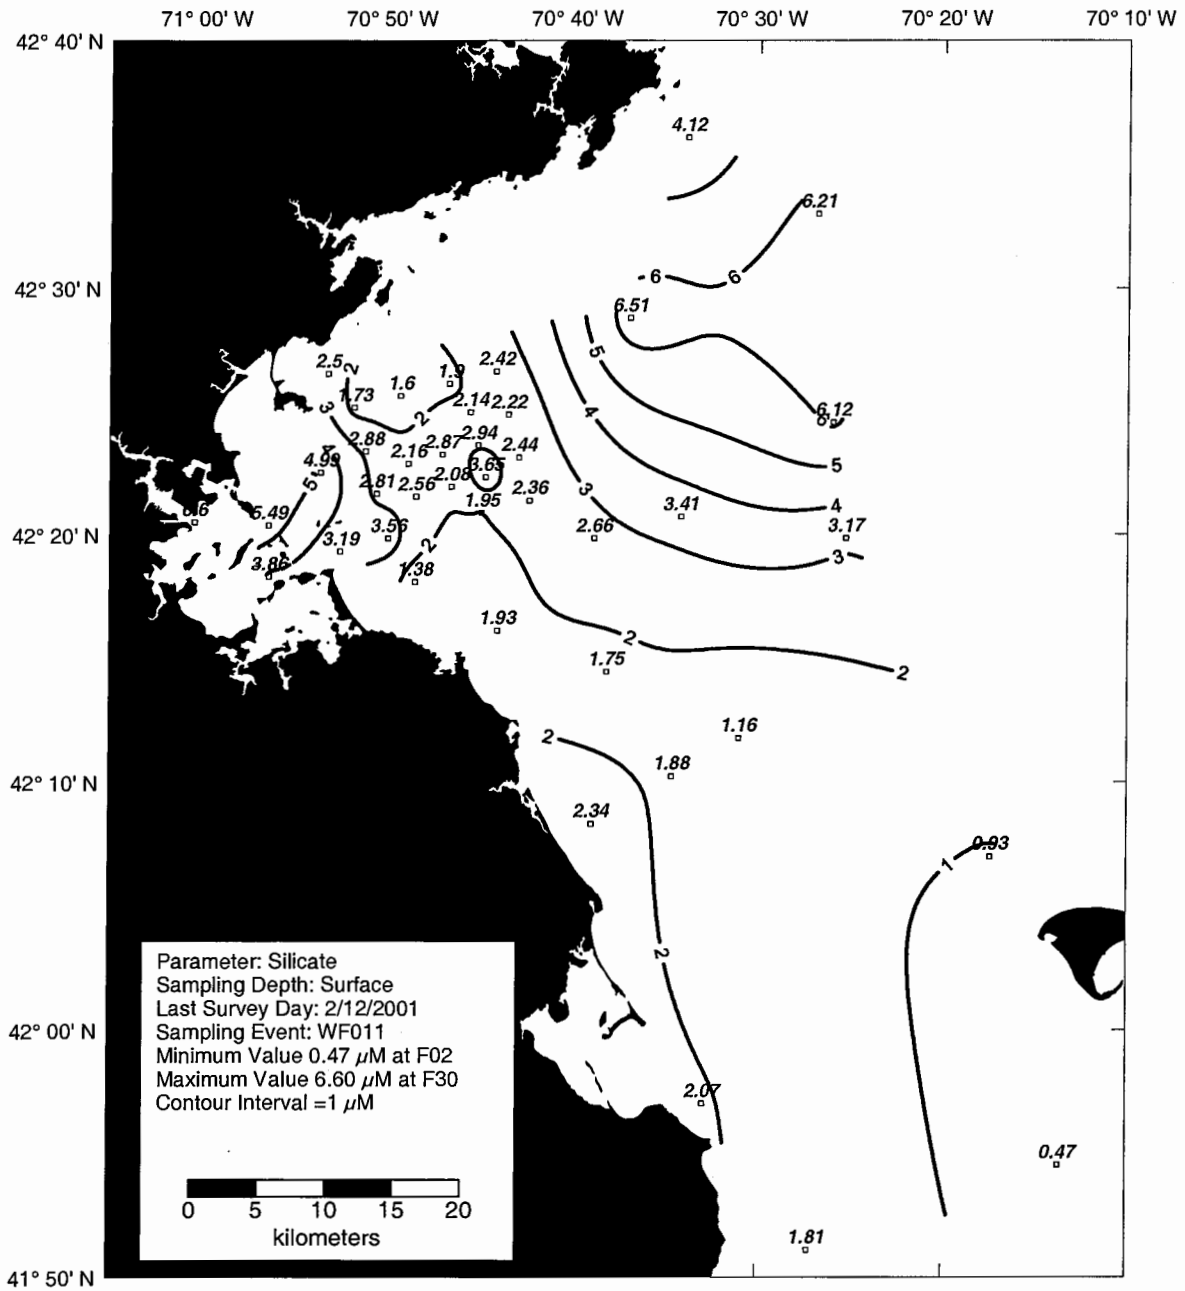 71° 00' W 70° 50' W 70° 40' W 70° 30' W 70° 20' W 70° 10' W
42° 40' N
4.12
6.21
6 6
42° 30' N
6.51
5
2.5 2 1.6 1.9 2.42
1.73 2.14 2.22
3 2 4 6.12
2.88 2.16 2.87 2.94 2.44
4 4.99 3.65 5
5 2.81 2.56 2.08 1.95 2.36 3
6.6 5.49 3.56 2.66 3.41 4
3.17
42° 20' N
3.19 2 3
3.86 1.38
1.93 2
1.75 2
1.16
2
1.88
42° 10' N
2.34
0.93
1
2
Parameter: Silicate
Sampling Depth: Surface
Last Survey Day: 2/12/2001
Sampling Event: WF011
Minimum Value 0.47 µM at F02
Maximum Value 6.60 µM at F30
Contour Interval =1 µM
42° 00' N
2.07
0.47
0 5 10 15 20
kilometers
1.81
41° 50' N